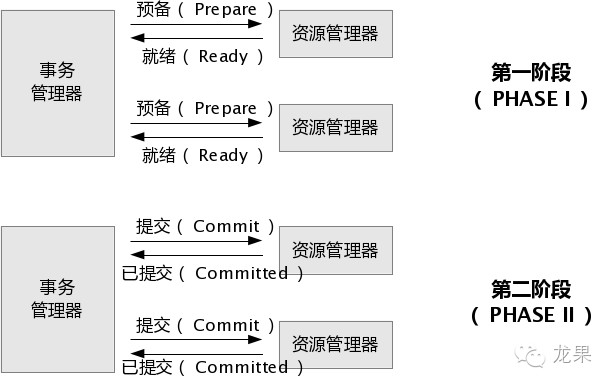 预备（ Prepare ）
资源管理器
就绪（ Ready ）
事务
管理器
第一阶段
（ PHASE I ）
预备（ Prepare ）
资源管理器
就绪（ Ready ）
提交（ Commit ）
资源管理器
已提交（ Committed ）
事务
管理器
第二阶段
（ PHASE II ）
提交（ Commit ）
资源管理器
已提交（ Committed ）
龙果